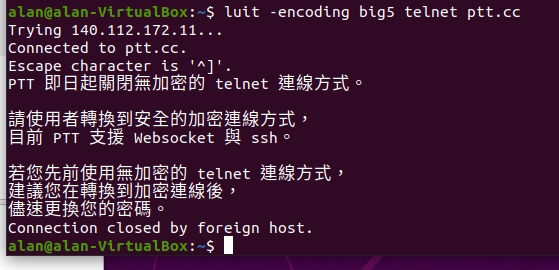 alan@alan-VirtualBox:~$ luit -encoding big5 telnet ptt.cc
Trying 140.112.172.11...
Connected to ptt.cc.
Escape character is '^]'.
PTT 即日起關閉無加密的 telnet 連線方式。
請使用者轉換到安全的加密連線方式，
目前 PTT 支援 Websocket 與 ssh。
若您先前使用無加密的 telnet 連線方式，
建議您在轉換到加密連線後，
儘速更換您的密碼。
Connection closed by foreign host.
alan@alan-VirtualBox:~$